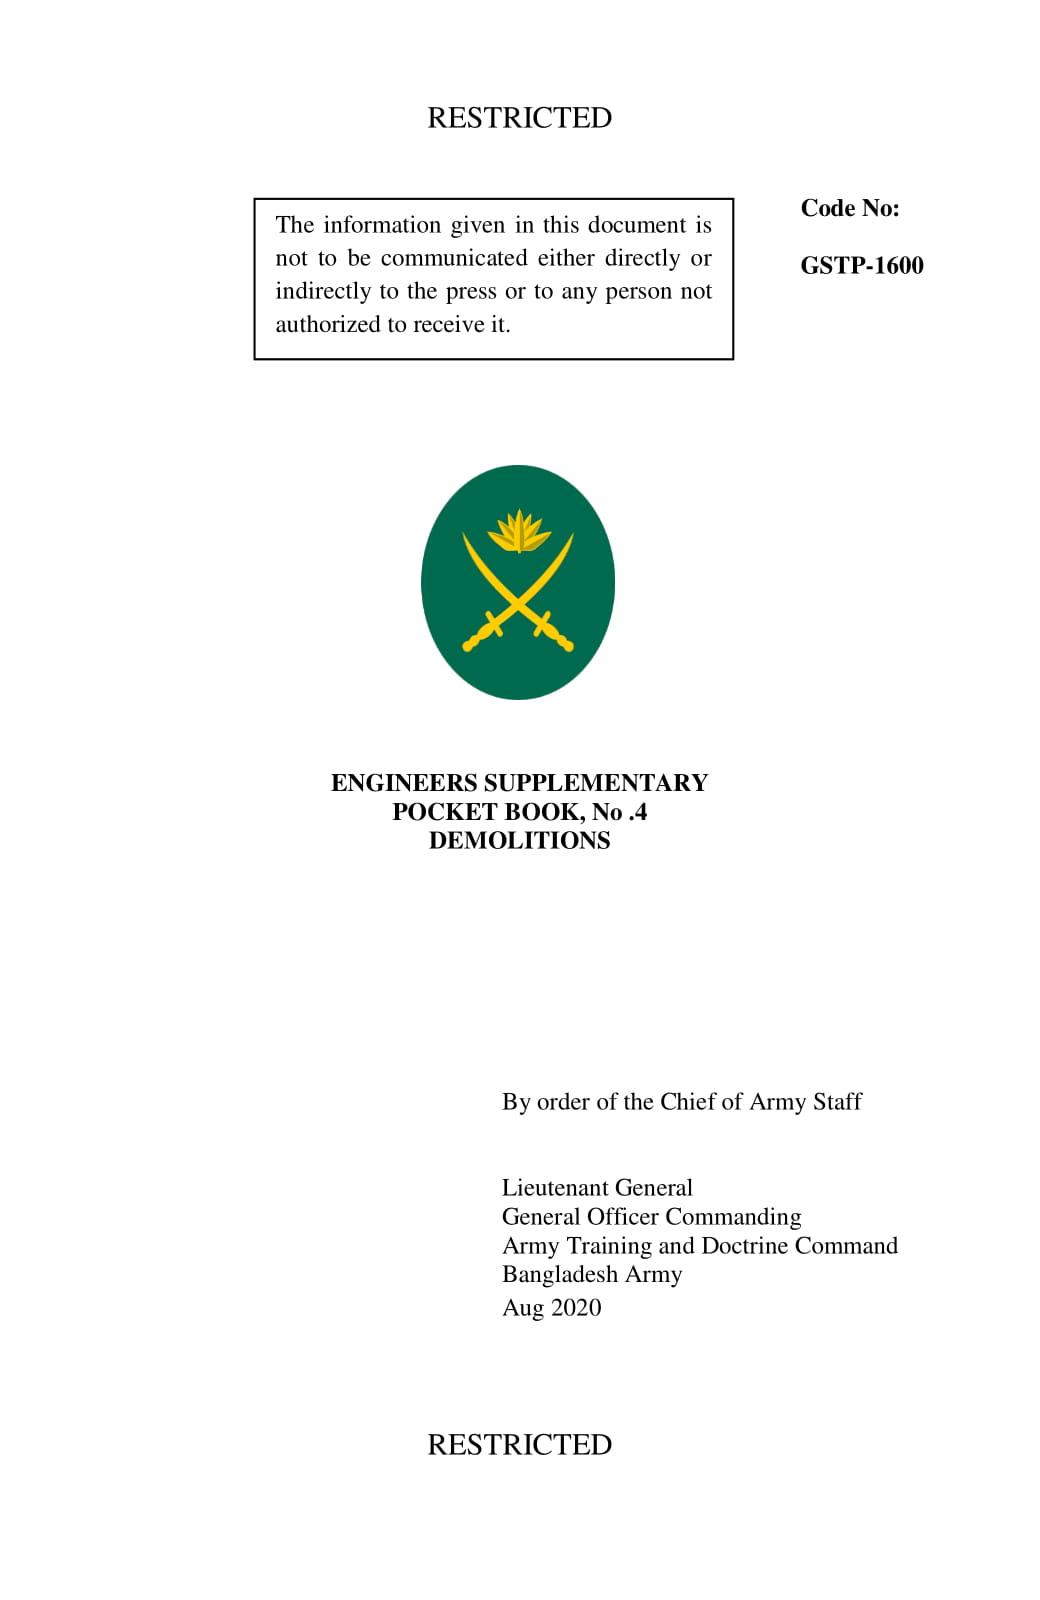 RESTRICTED
The information given in this document is
not to be communicated either directly or
indirectly to the press or to any person not
authorized to receive it.
Code No:
GSTP-1600
ENGINEERS SUPPLEMENTARY
POCKET BOOK, No .4
DEMOLITIONS
By order of the Chief of Army Staff
Lieutenant General
General Officer Commanding
Army Training and Doctrine Command
Bangladesh Army
Aug 2020
RESTRICTED